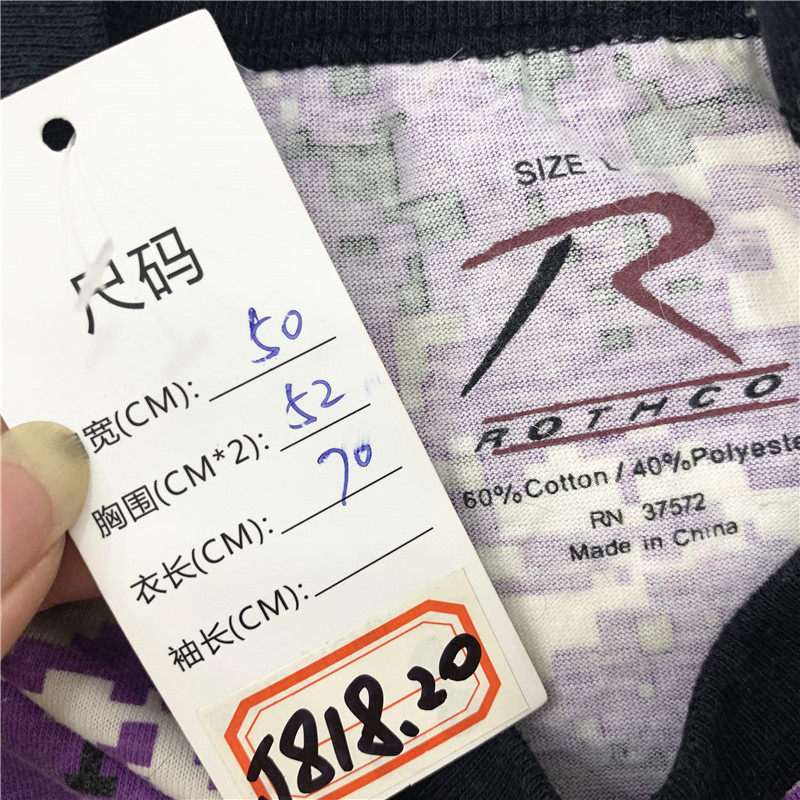 尺码
宽(CM): 50
胸围(CM*2): 52
衣长(CM): 70
袖长(CM):
J818.20
SIZE
R
ROTHCO
60%Cotton / 40%Polyeste
RN 37572
Made in China